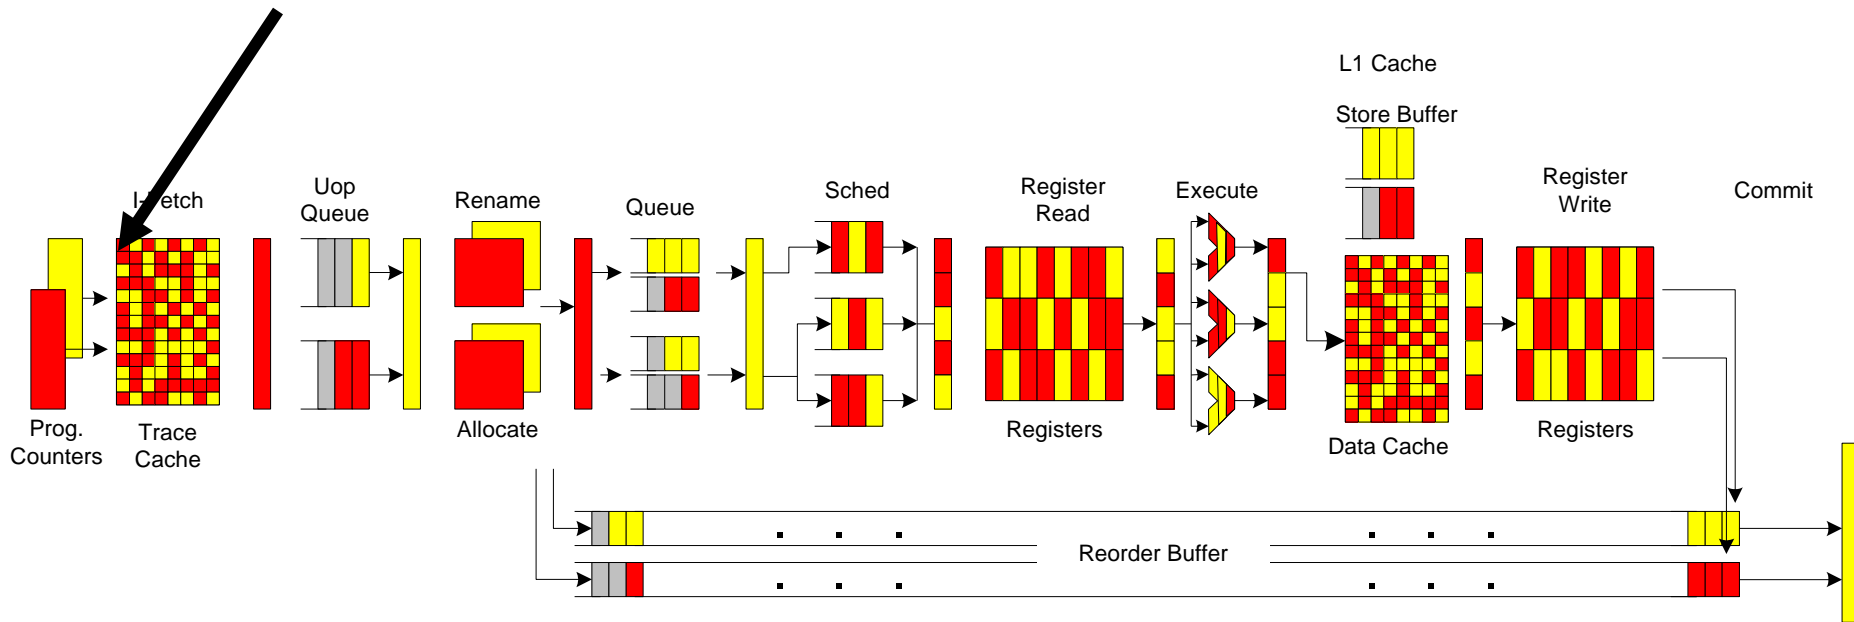 L1 Cache
Store Buffer
I-Fetch
Uop
Queue
Rename
Queue
Sched
Register
Read
Execute
Register
Write
Commit
Prog.
Counters
Trace
Cache
Allocate
Registers
Data Cache
Registers
Reorder Buffer